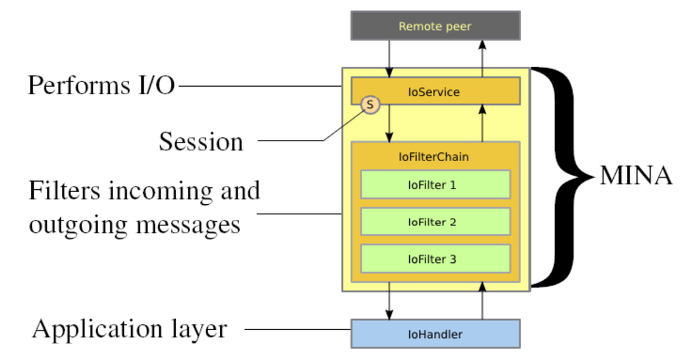 Remote peer
Performs I/O
IoService
S
Session
IoFilterChain
MINA
Filters incoming and
outgoing messages
IoFilter 1
IoFilter 2
IoFilter 3
Application layer
IoHandler